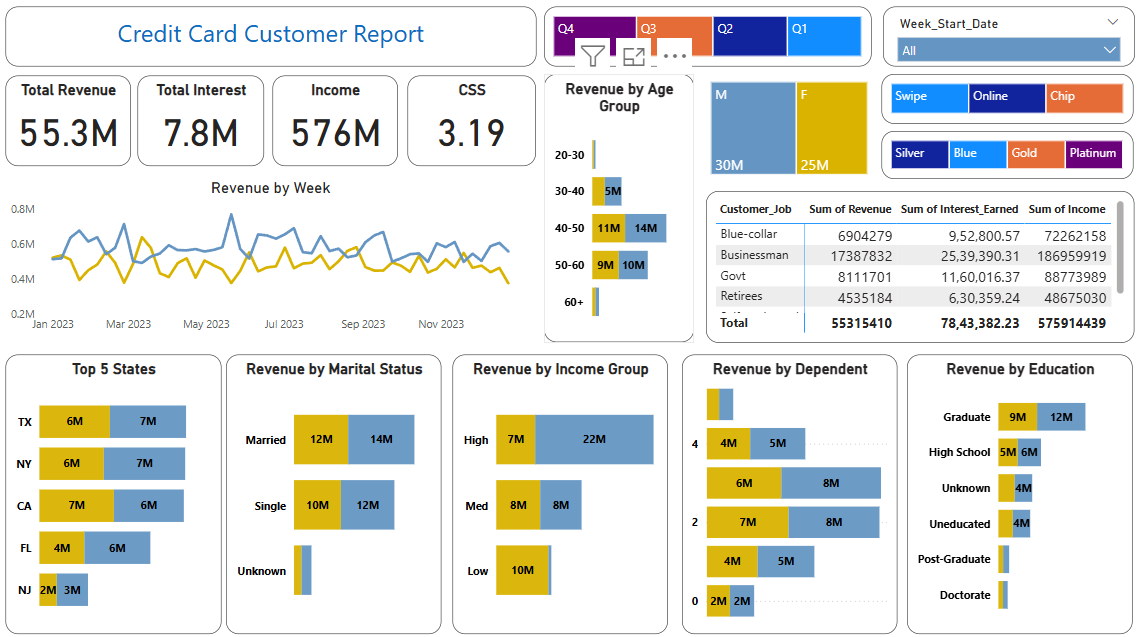 Credit Card Customer Report
Q4
Q3
Q2
Q1
Week_Start_Date
All
Total Revenue
55.3M
Total Interest
7.8M
Income
576M
CSS
3.19
Revenue by Age
Group
20-30
30-40 5M
40-50 11M 14M
50-60 9M 10M
60+
M
30M
F
25M
Swipe Online Chip
Silver Blue Gold Platinum
Revenue by Week
0.8M
0.6M
0.4M
0.2M
Jan 2023 Mar 2023 May 2023 Jul 2023 Sep 2023 Nov 2023
Customer_Job Sum of Revenue Sum of Interest_Earned Sum of Income
Blue-collar 6904279 9,52,800.57 72262158
Businessman 17387832 25,39,390.31 186959919
Govt 8111701 11,60,016.37 88773989
Retirees 4535184 6,30,359.24 48675030
Total 55315410 78,43,382.23 575914439
Top 5 States
TX 6M 7M
NY 6M 7M
CA 7M 6M
FL 4M 6M
NJ 2M 3M
Revenue by Marital Status
Married 12M 14M
Single 10M 12M
Unknown
Revenue by Income Group
High 7M 22M
Med 8M 8M
Low 10M
Revenue by Dependent
4 4M 5M
6M 8M
2 7M 8M
4M 5M
0 2M 2M
Revenue by Education
Graduate 9M 12M
High School 5M 6M
Unknown 4M
Uneducated 4M
Post-Graduate
Doctorate